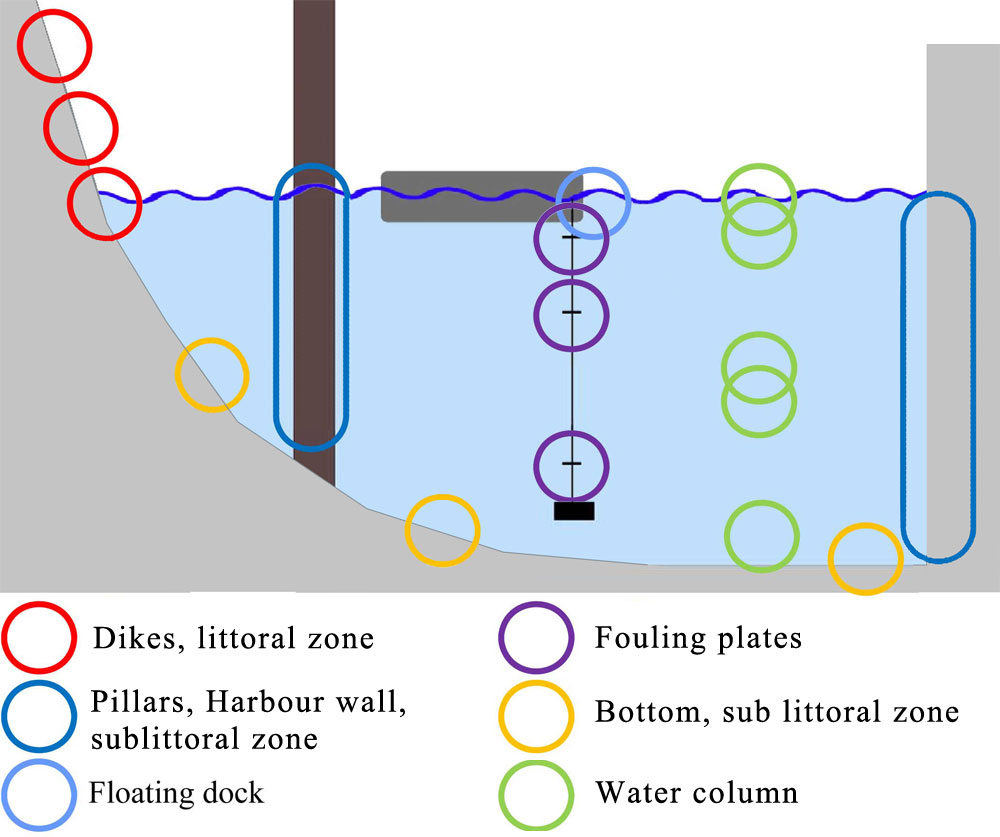 Dikes, littoral zone
Pillars, Harbour wall,
sublittoral zone
Floating dock
Fouling plates
Bottom, sub littoral zone
Water column